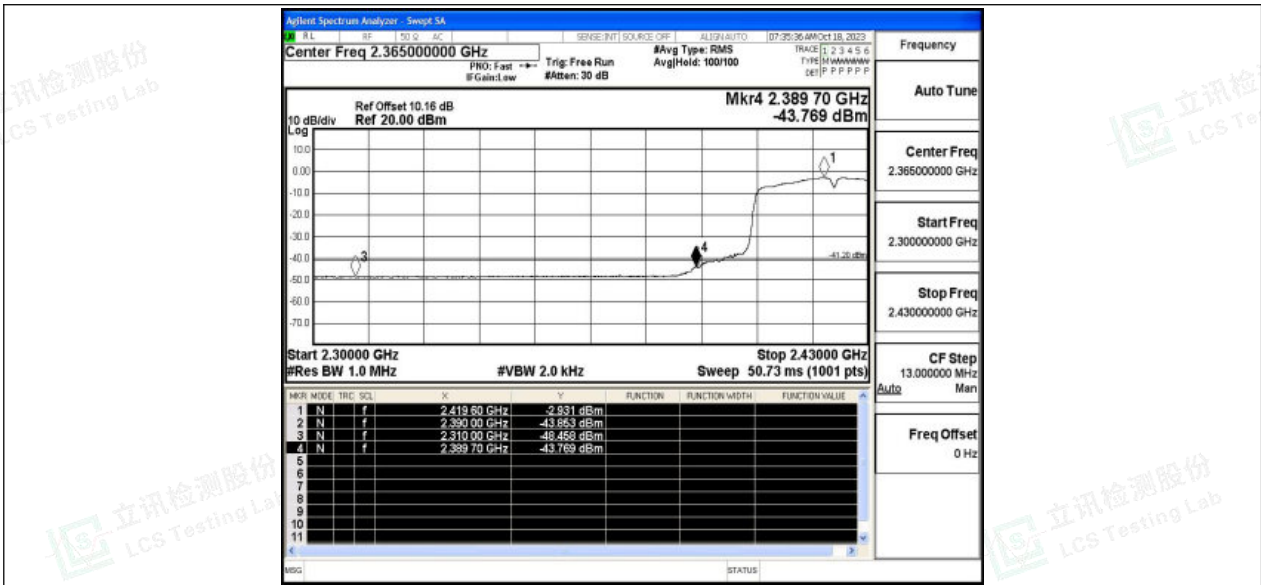 Agilent Spectrum Analyzer - Swept SA
RL RF 50 Ω AC SENSE:INT SOURCE OFF ALIGN AUTO 07:35:36 AM Oct 18, 2023
Center Freq 2.365000000 GHz
PNO: Fast
IFGain:Low
Trig: Free Run
#Atten: 30 dB
#Avg Type: RMS
Avg|Hold: 100/100
TRACE 1 2 3 4 5 6
TYPE M WWWWW
DET P P P P P P
Frequency
Auto Tune
Center Freq
2.365000000 GHz
Start Freq
2.300000000 GHz
Stop Freq
2.430000000 GHz
CF Step
13.000000 MHz
Auto Man
Freq Offset
0 Hz
Mkr4 2.389 70 GHz
-43.769 dBm
Ref Offset 10.16 dB
10 dB/div Ref 20.00 dBm
Log
10.0
0.00
-10.0
-20.0
-30.0
-40.0
-50.0
-60.0
-70.0
1
3
4
-41.20 dBm
Start 2.30000 GHz Stop 2.43000 GHz
#Res BW 1.0 MHz #VBW 2.0 kHz Sweep 50.73 ms (1001 pts)
MKR MODE TRC SCL X Y FUNCTION FUNCTION WIDTH FUNCTION VALUE
1 N f 2.419 60 GHz -2.931 dBm
2 N f 2.390 00 GHz -43.853 dBm
3 N f 2.310 00 GHz -48.458 dBm
4 N f 2.389 70 GHz -43.769 dBm
5
6
7
8
9
10
11
MSG STATUS
立讯检测股份
LCS Testing Lab
立讯检测股份
LCS Testing Lab
立讯检测股份
LCS Testing Lab